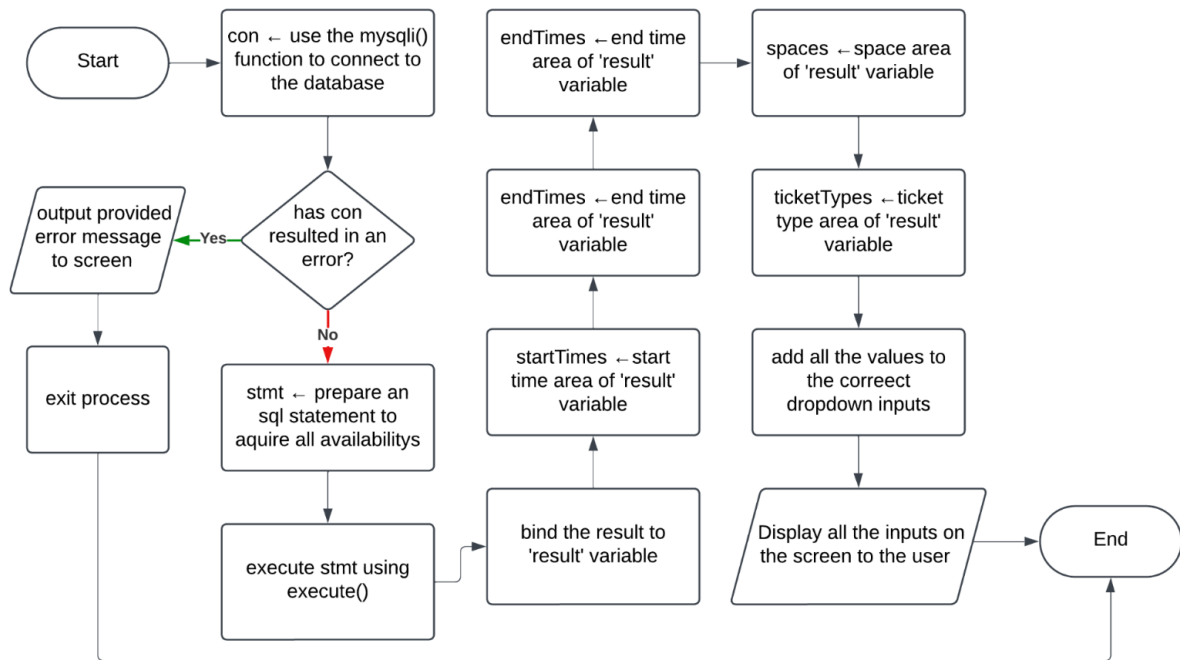 Start
con ← use the mysqli()
function to connect to
the database
has con
resulted in an
error?
Yes
output provided
error message
to screen
exit process
No
stmt ← prepare an
sql statement to
aquire all availabilitys
execute stmt using
execute()
bind the result to
'result' variable
startTimes ←start
time area of 'result'
variable
endTimes ←end time
area of 'result'
variable
endTimes ←end time
area of 'result'
variable
spaces ←space area
of 'result' variable
ticketTypes ←ticket
type area of 'result'
variable
add all the values to
the correect
dropdown inputs
Display all the inputs on
the screen to the user
End